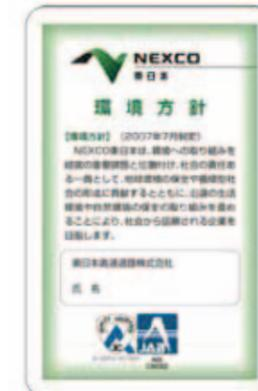 NEXCO
東日本
環境方針
【環境方針】 (2007年7月制定)
NEXCO東日本は、環境への取り組みを
経営の重要課題と位置付け、社会の責任あ
る一員として、地球環境の保全や循環型社
会の形成に貢献するとともに、沿道の生活
環境や自然環境の保全の取り組みを進め
ることにより、社会から信頼される企業を
目指します。
東日本高速道路株式会社
氏 名
JAB